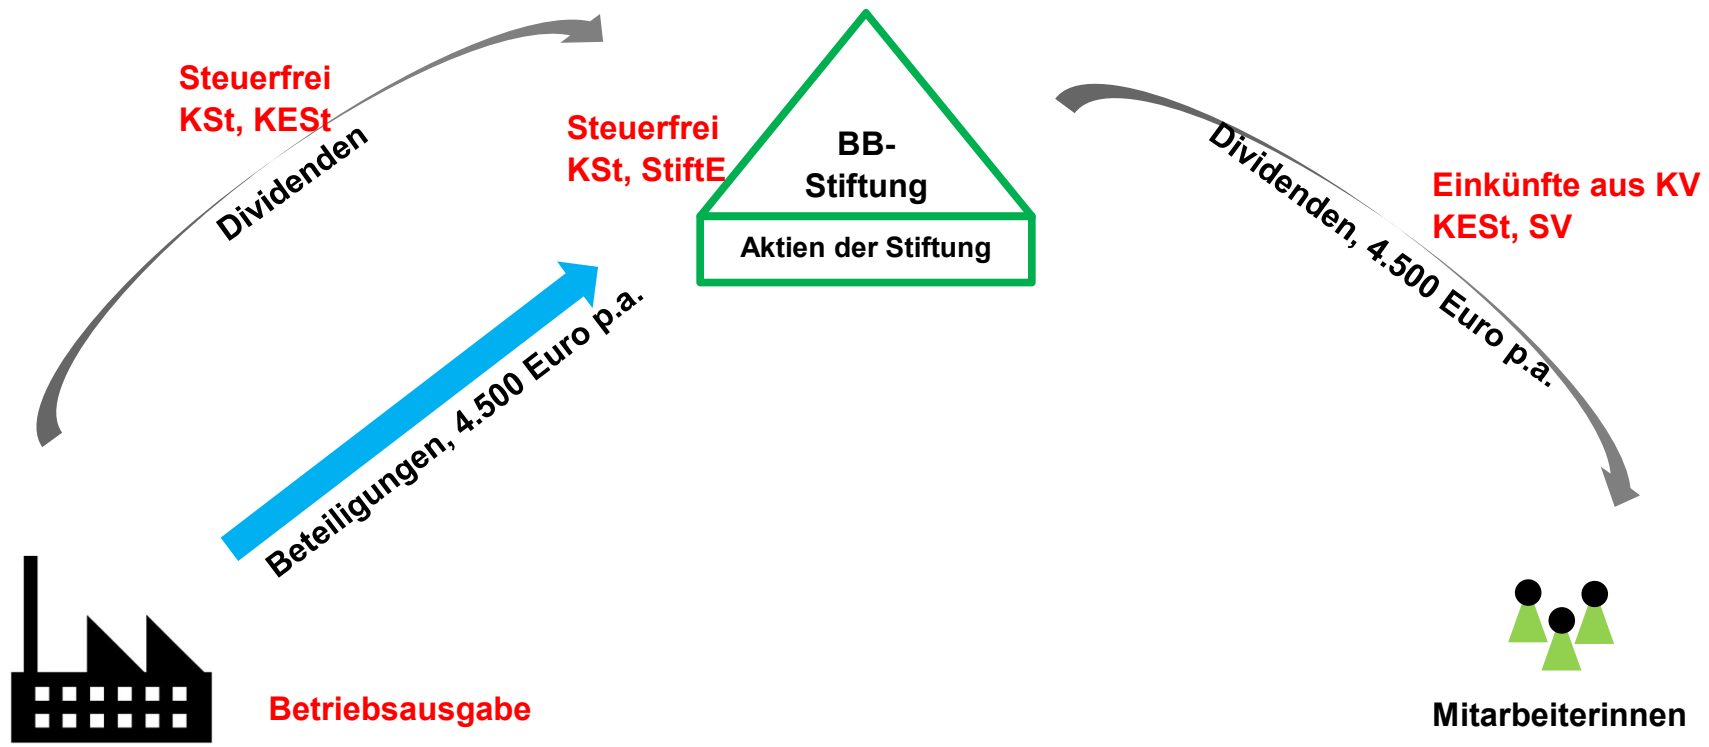 Steuerfrei
KSt, KESt
Dividenden
Steuerfrei
KSt, StiftE
BB-
Stiftung
Aktien der Stiftung
Beteiligungen, 4.500 Euro p.a.
Dividenden, 4.500 Euro p.a.
Einkünfte aus KV
KESt, SV
Betriebsausgabe
Mitarbeiterinnen